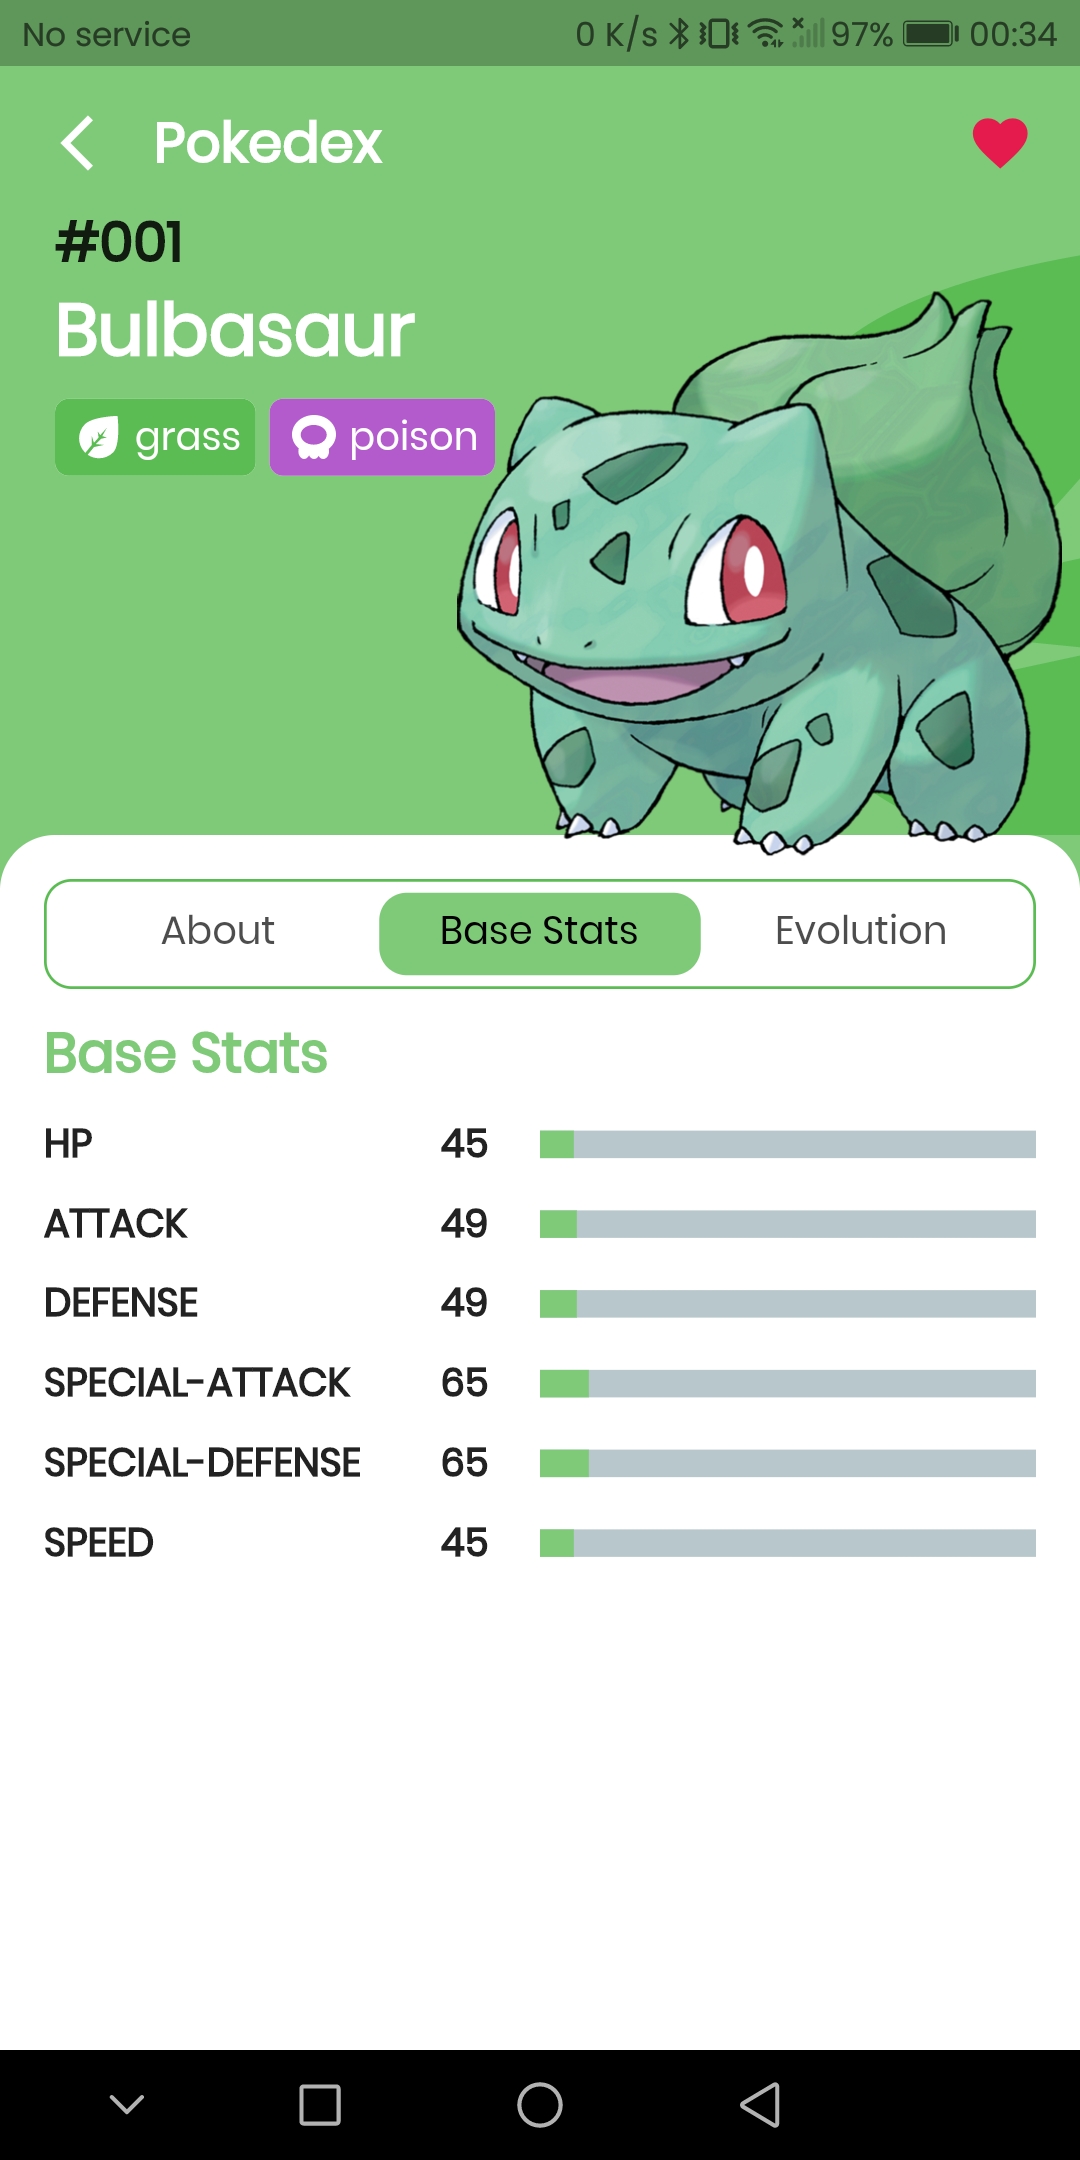 No service 0 K/s 97% 00:34
Pokedex
#001
Bulbasaur
grass poison
About Base Stats Evolution
Base Stats
HP 45
ATTACK 49
DEFENSE 49
SPECIAL-ATTACK 65
SPECIAL-DEFENSE 65
SPEED 45